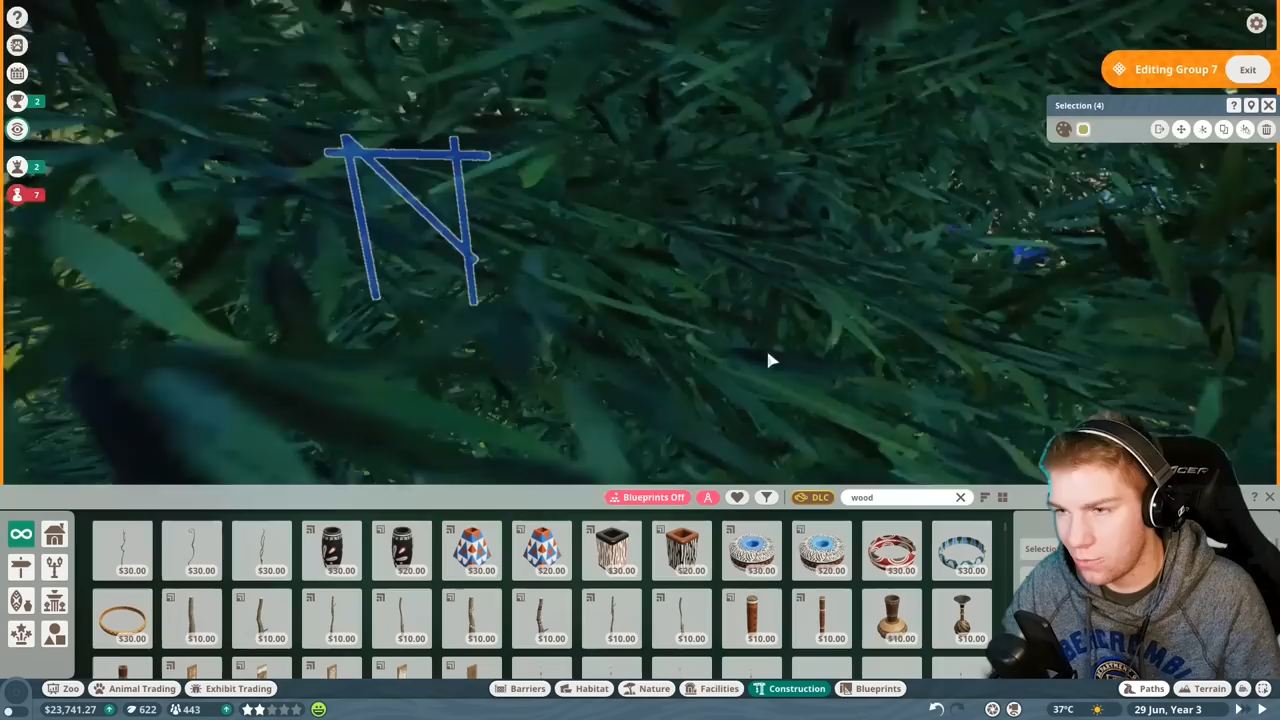 2
2
7
Editing Group 7
Exit
Selection (4)
?
Blueprints Off
DLC
wood
?
$30.00 $30.00 $30.00 $30.00 $20.00 $30.00 $20.00 $30.00 $20.00 $30.00 $20.00 $30.00 $30.00
$30.00 $10.00 $10.00 $10.00 $10.00 $10.00 $10.00 $10.00 $10.00 $10.00 $10.00 $10.00 $10.00
Zoo
Animal Trading
Exhibit Trading
Barriers
Habitat
Nature
Facilities
Construction
Blueprints
Paths
Terrain
$23,741.27
622
443
37°C
29 Jun, Year 3